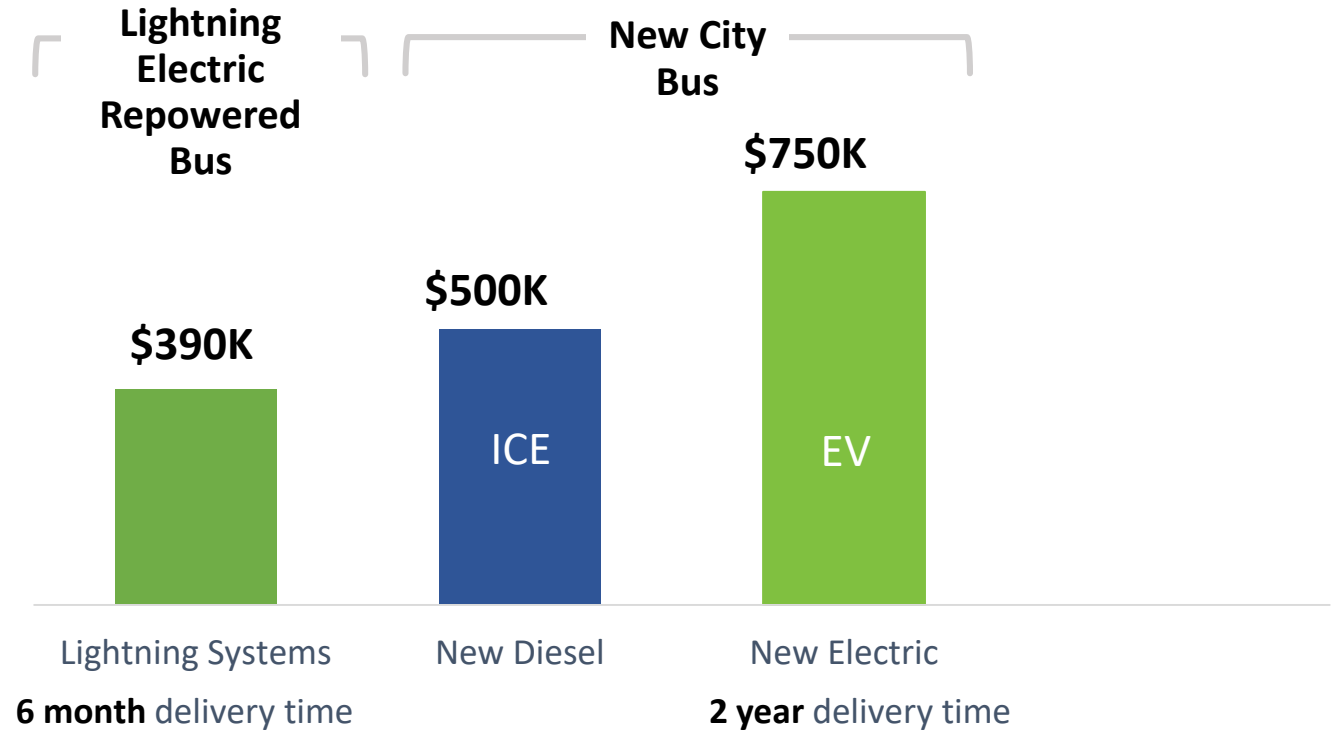 Lightning
Electric
Repowered
Bus
New City
Bus
$390K
$500K
$750K
ICE
EV
Lightning Systems
New Diesel
New Electric
6 month delivery time
2 year delivery time